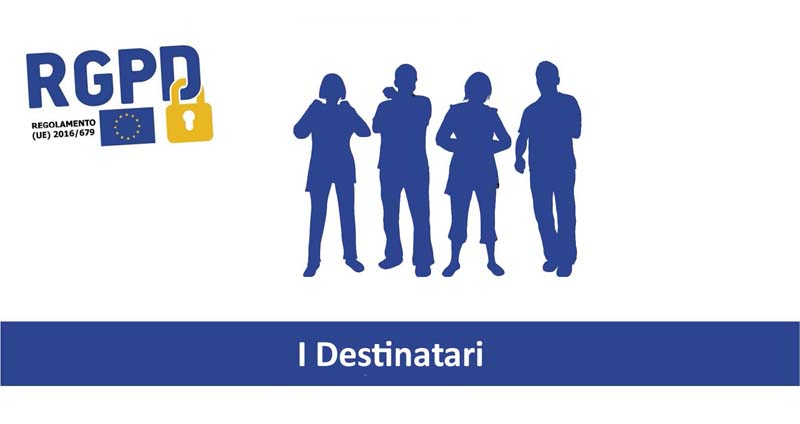 RGPD
REGOLAMENTO
(UE) 2016/679
I Destinatari